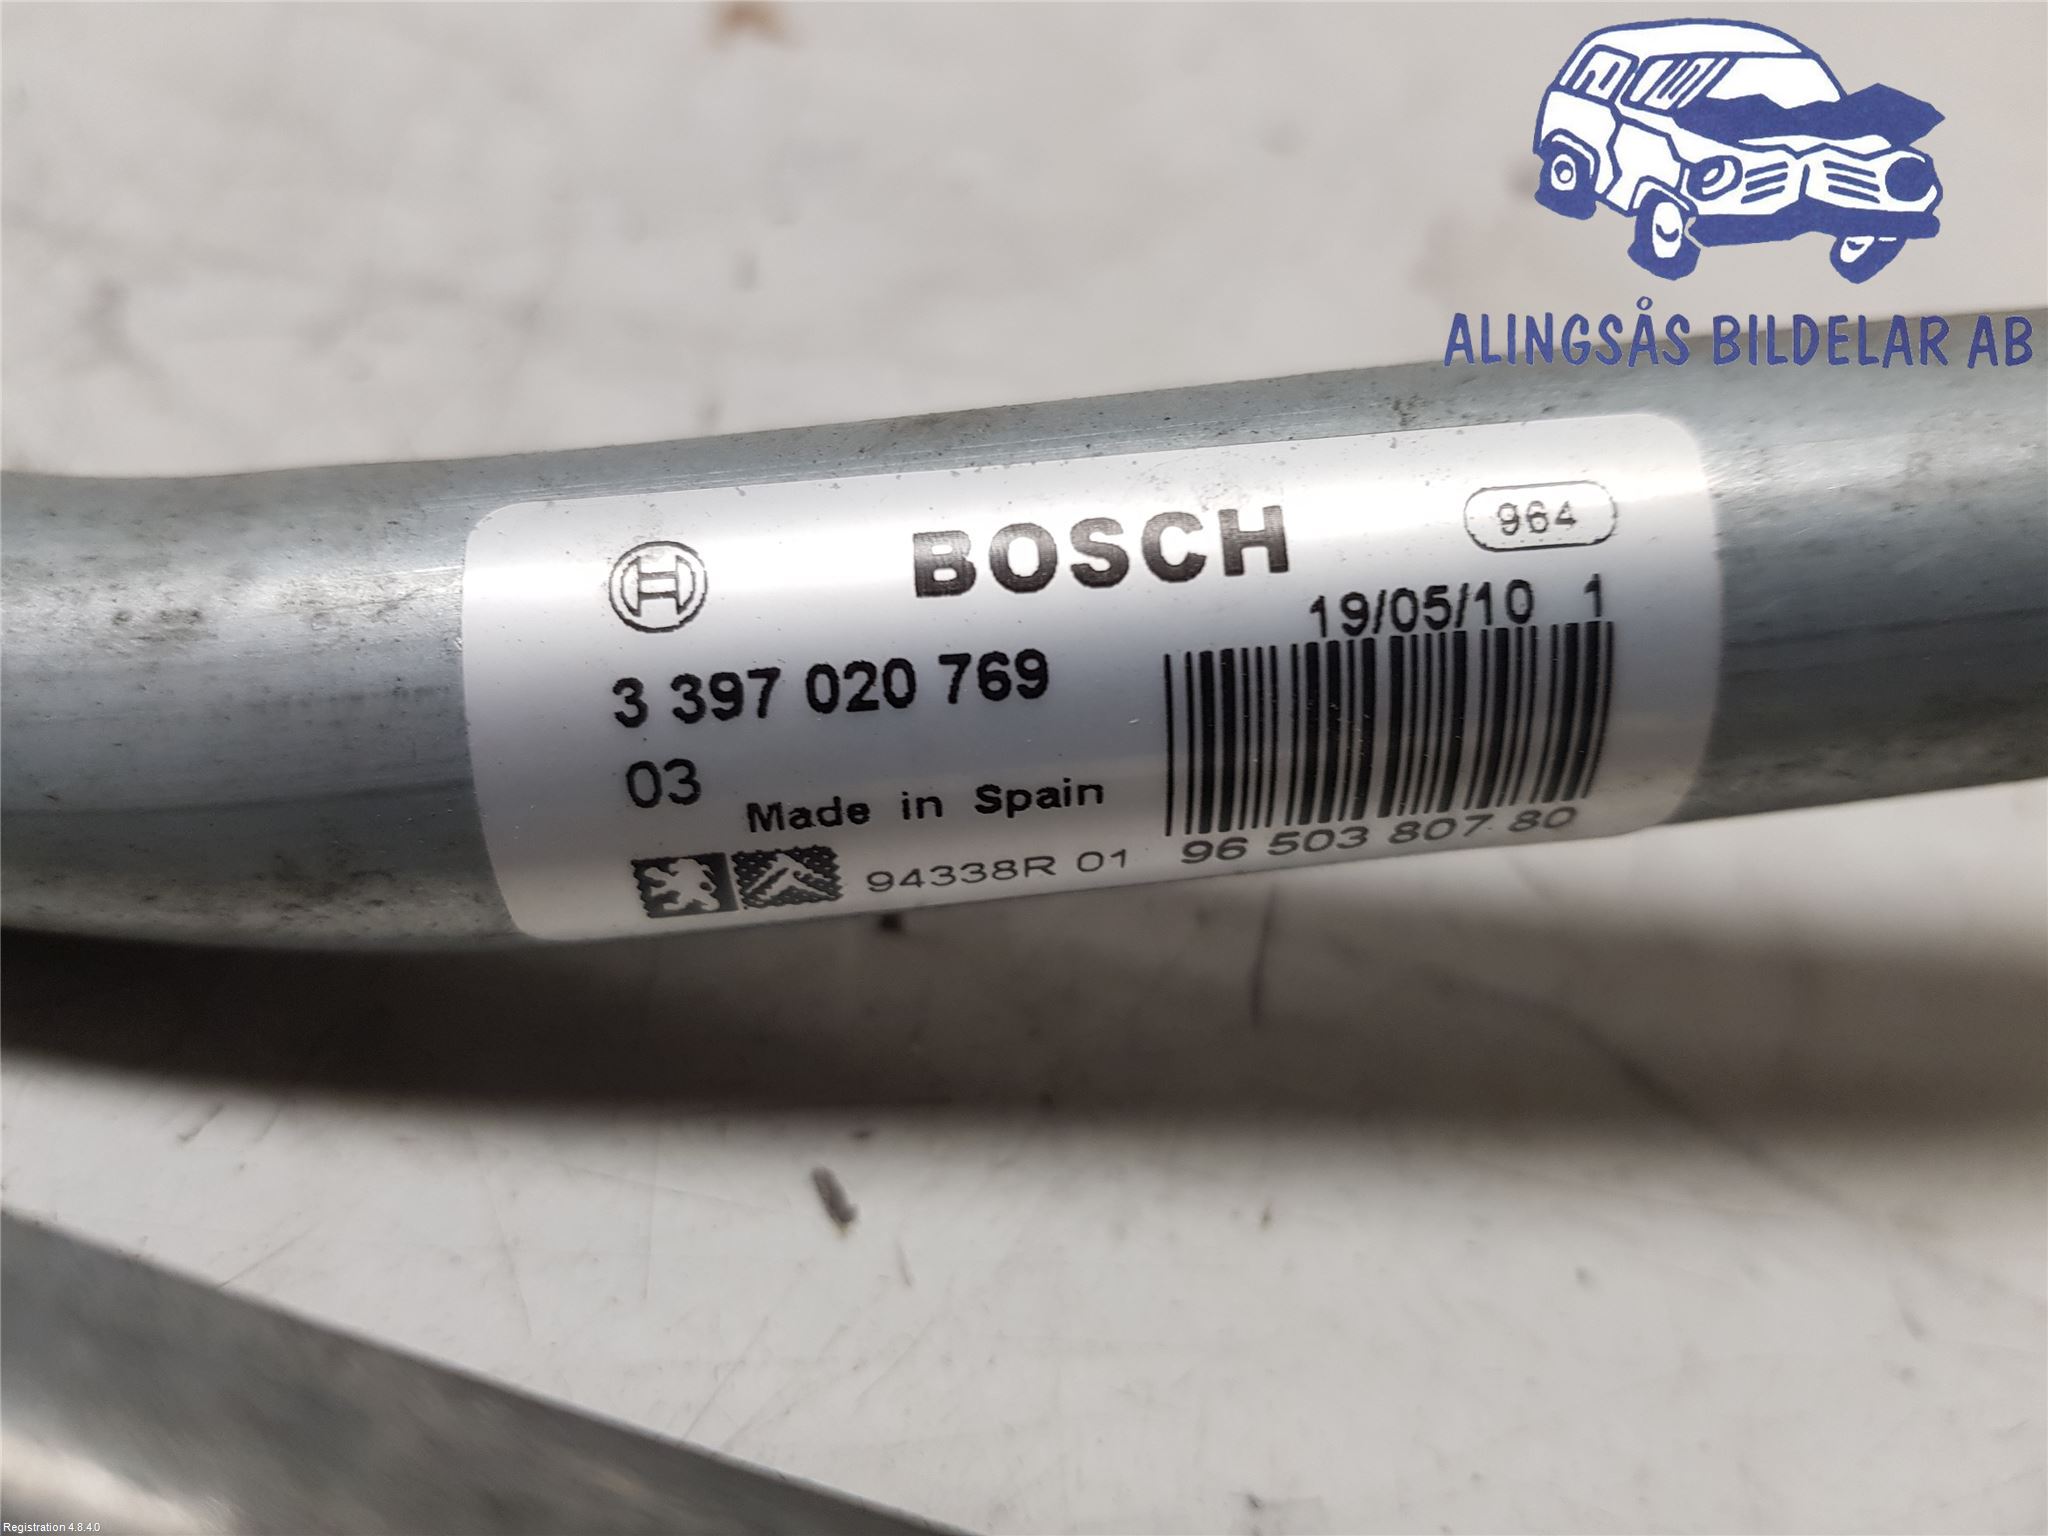 ALINGSÅS BILDELAR AB
BOSCH
964
19/05/10 1
3 397 020 769
03
Made in Spain
94338R 01
96 503 807 80
Registration 4.8.4.0